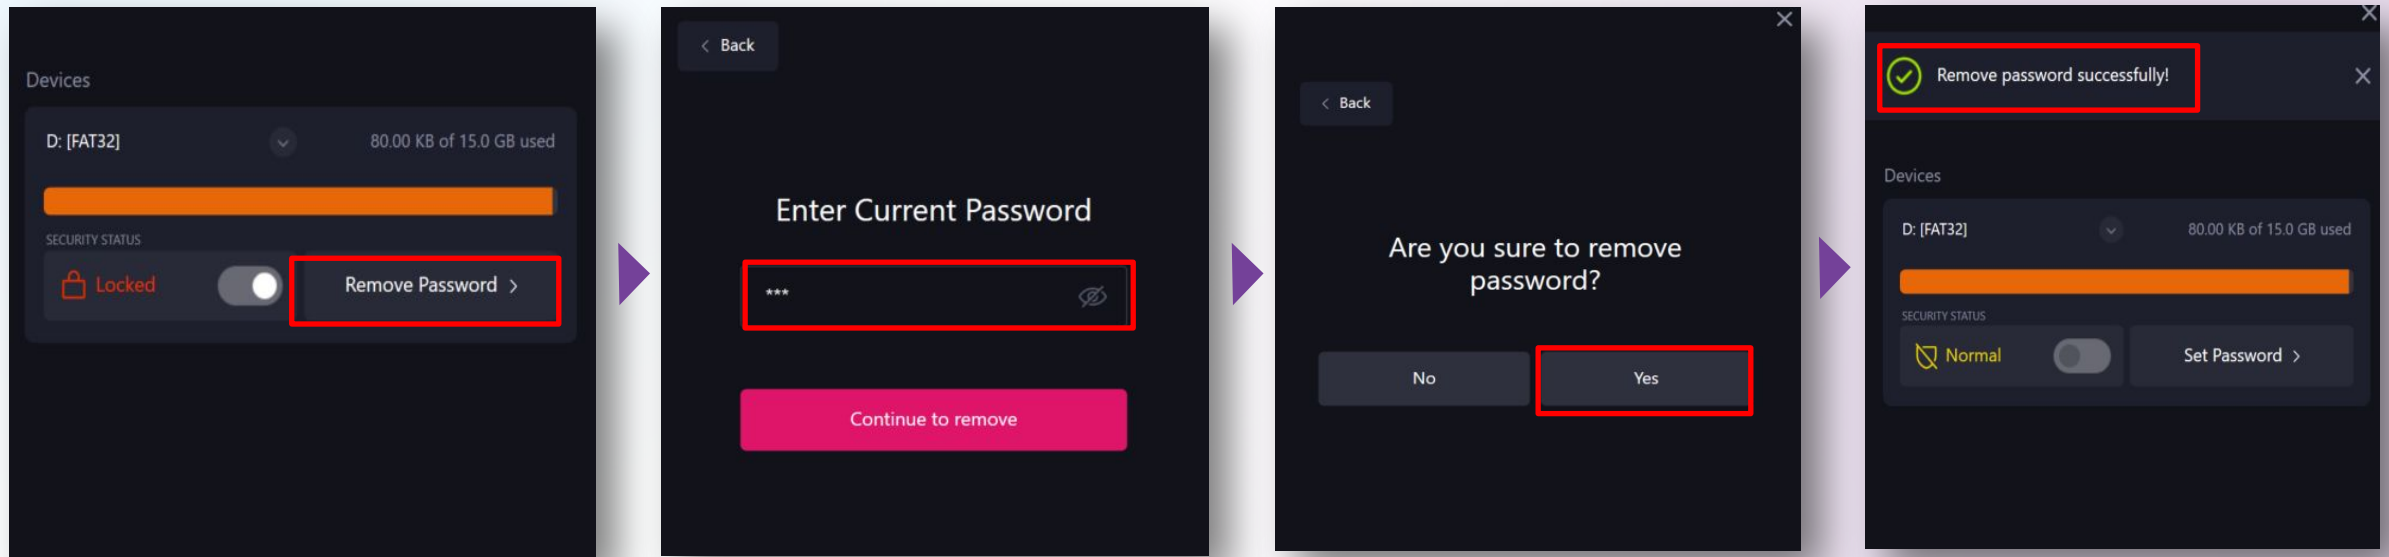 Devices
D: [FAT32]
80.00 KB of 15.0 GB used
SECURITY STATUS
Locked
Remove Password >
< Back
Enter Current Password
***
Continue to remove
< Back
Are you sure to remove
password?
No
Yes
Remove password successfully!
Devices
D: [FAT32]
80.00 KB of 15.0 GB used
SECURITY STATUS
Normal
Set Password >